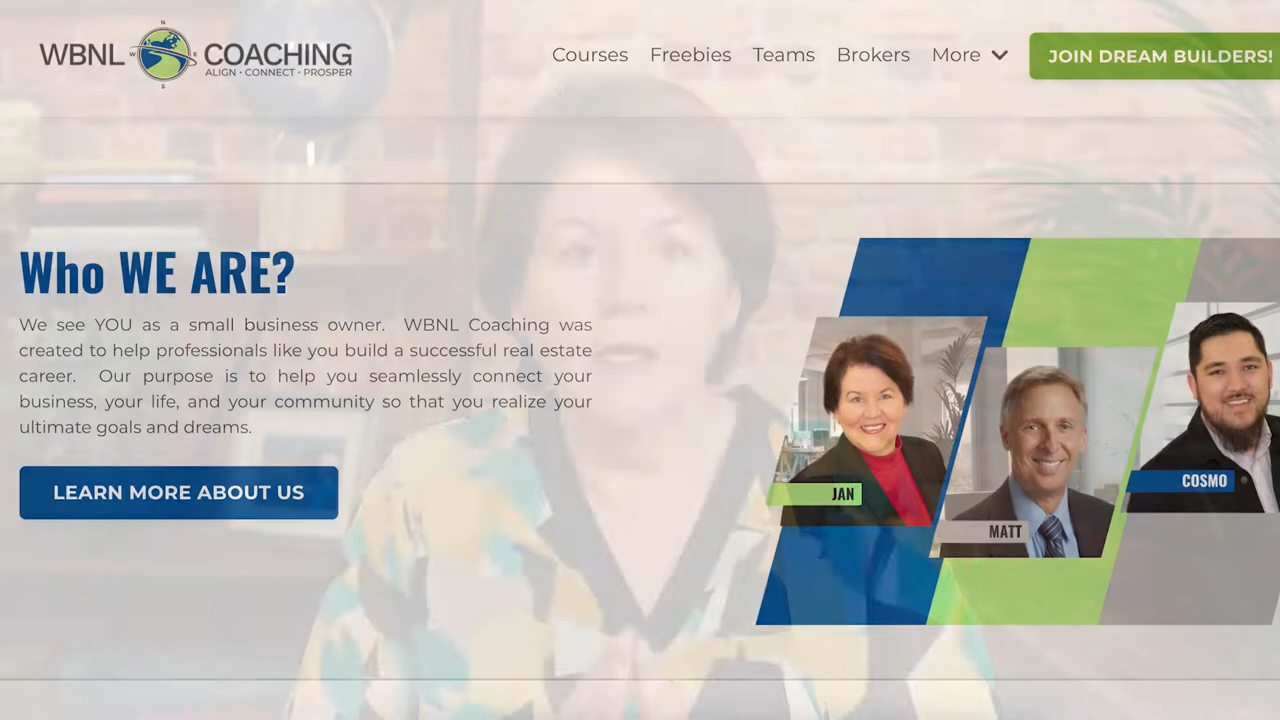 N
WBNL W E COACHING
ALIGN • CONNECT • PROSPER
S
Courses Freebies Teams Brokers More JOIN DREAM BUILDERS!
Who WE ARE?
We see YOU as a small business owner. WBNL Coaching was
created to help professionals like you build a successful real estate
career. Our purpose is to help you seamlessly connect your
business, your life, and your community so that you realize your
ultimate goals and dreams.
LEARN MORE ABOUT US
JAN
MATT
COSMO